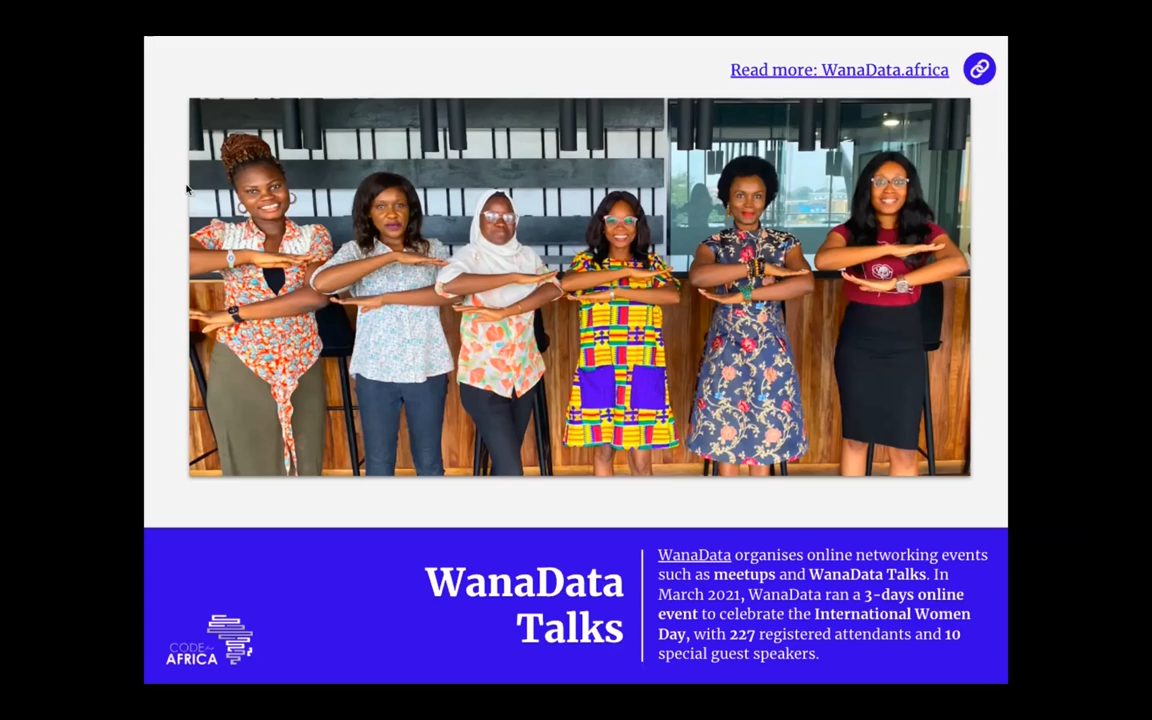 Read more: WanaData.africa
WanaData
Talks
WanaData organises online networking events
such as meetups and WanaData Talks. In
March 2021, WanaData ran a 3-days online
event to celebrate the International Women
Day, with 227 registered attendants and 10
special guest speakers.
CODE for
AFRICA